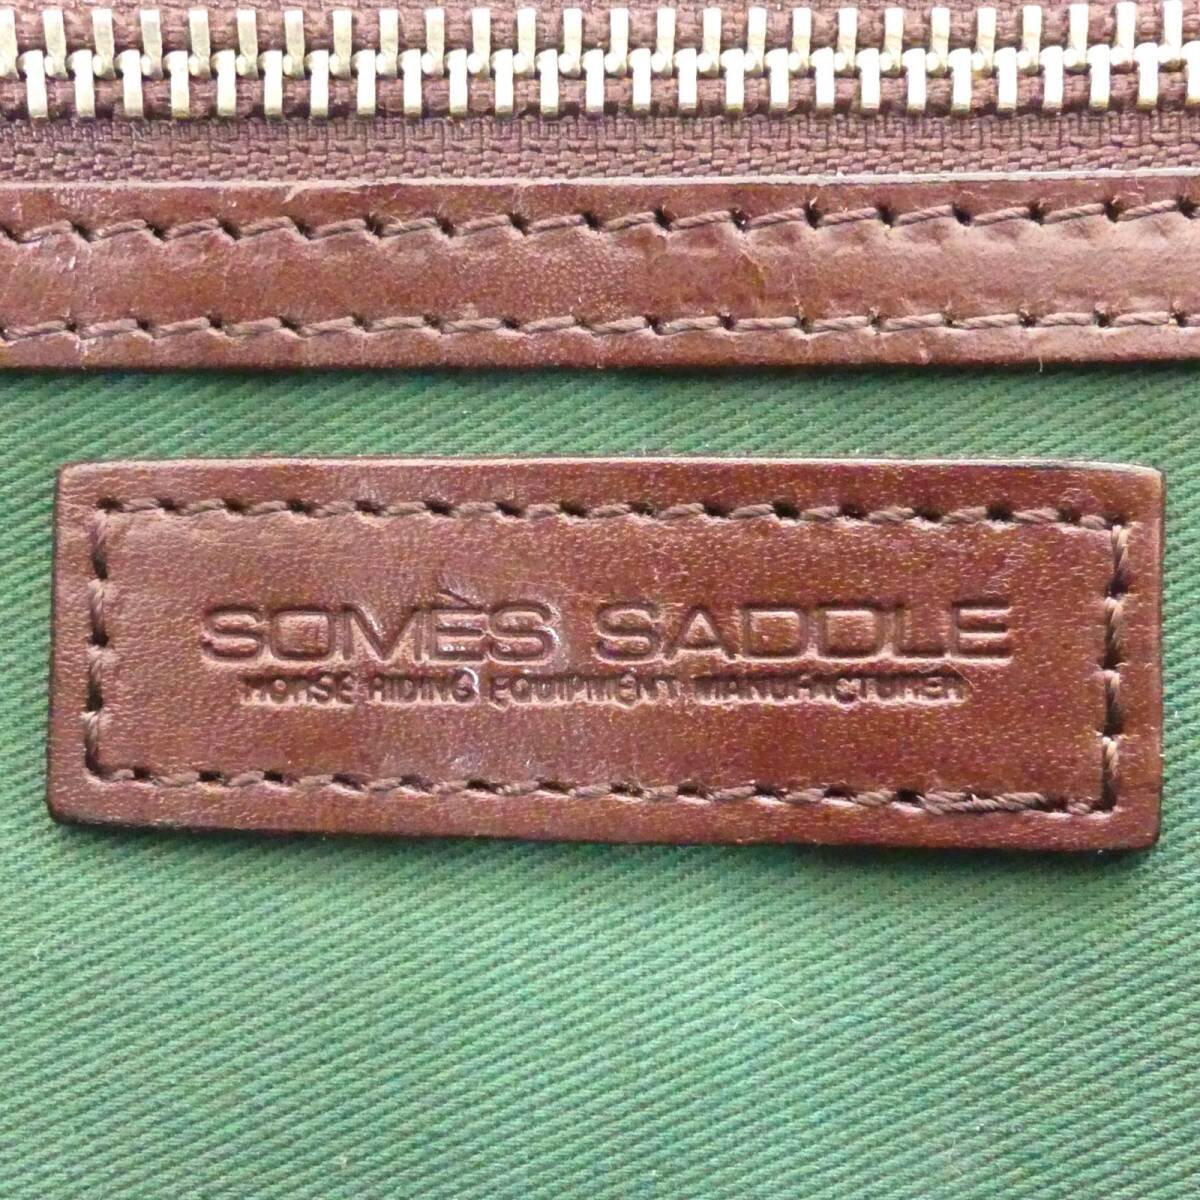 SOMÈS SADDLE
HORSE RIDING EQUIPMENT MANUFACTURER